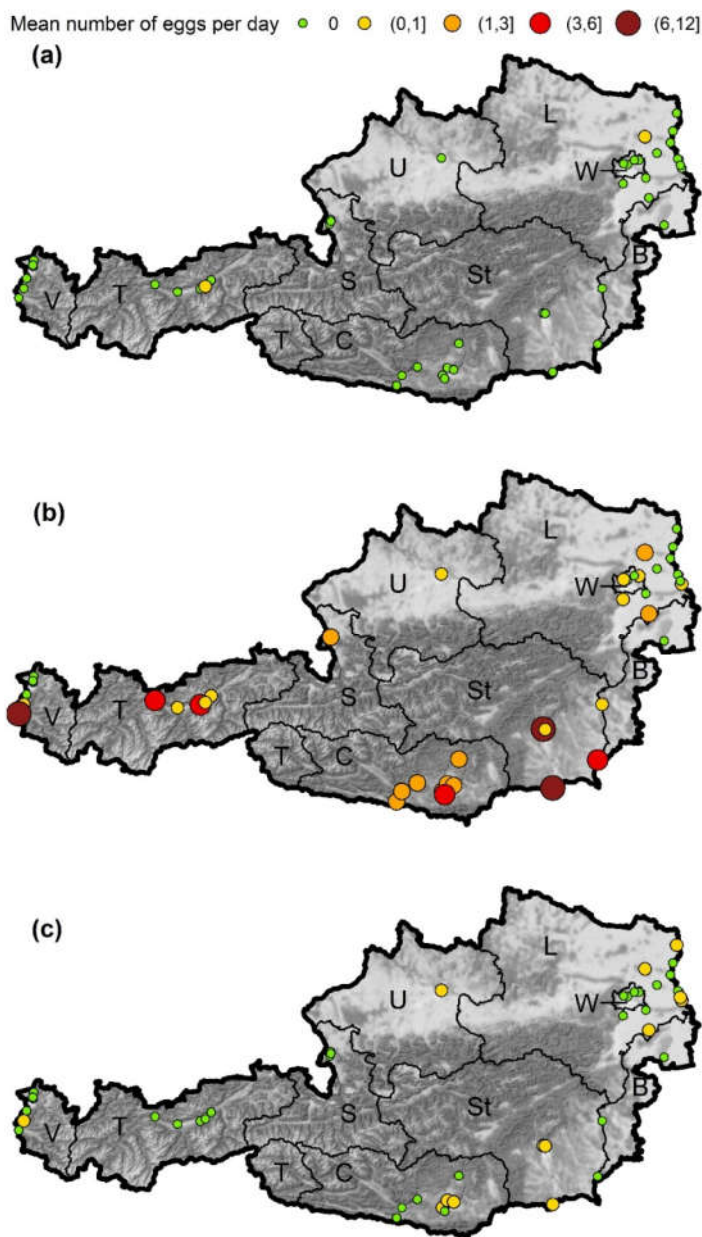 Mean number of eggs per day 0 (0,1] (1,3] (3,6] (6,12]
(a)
L
U
W
B
St
S
V
T
T
C
(b)
L
U
W
B
St
S
V
T
T
C
(c)
L
U
W
B
St
S
V
T
T
C